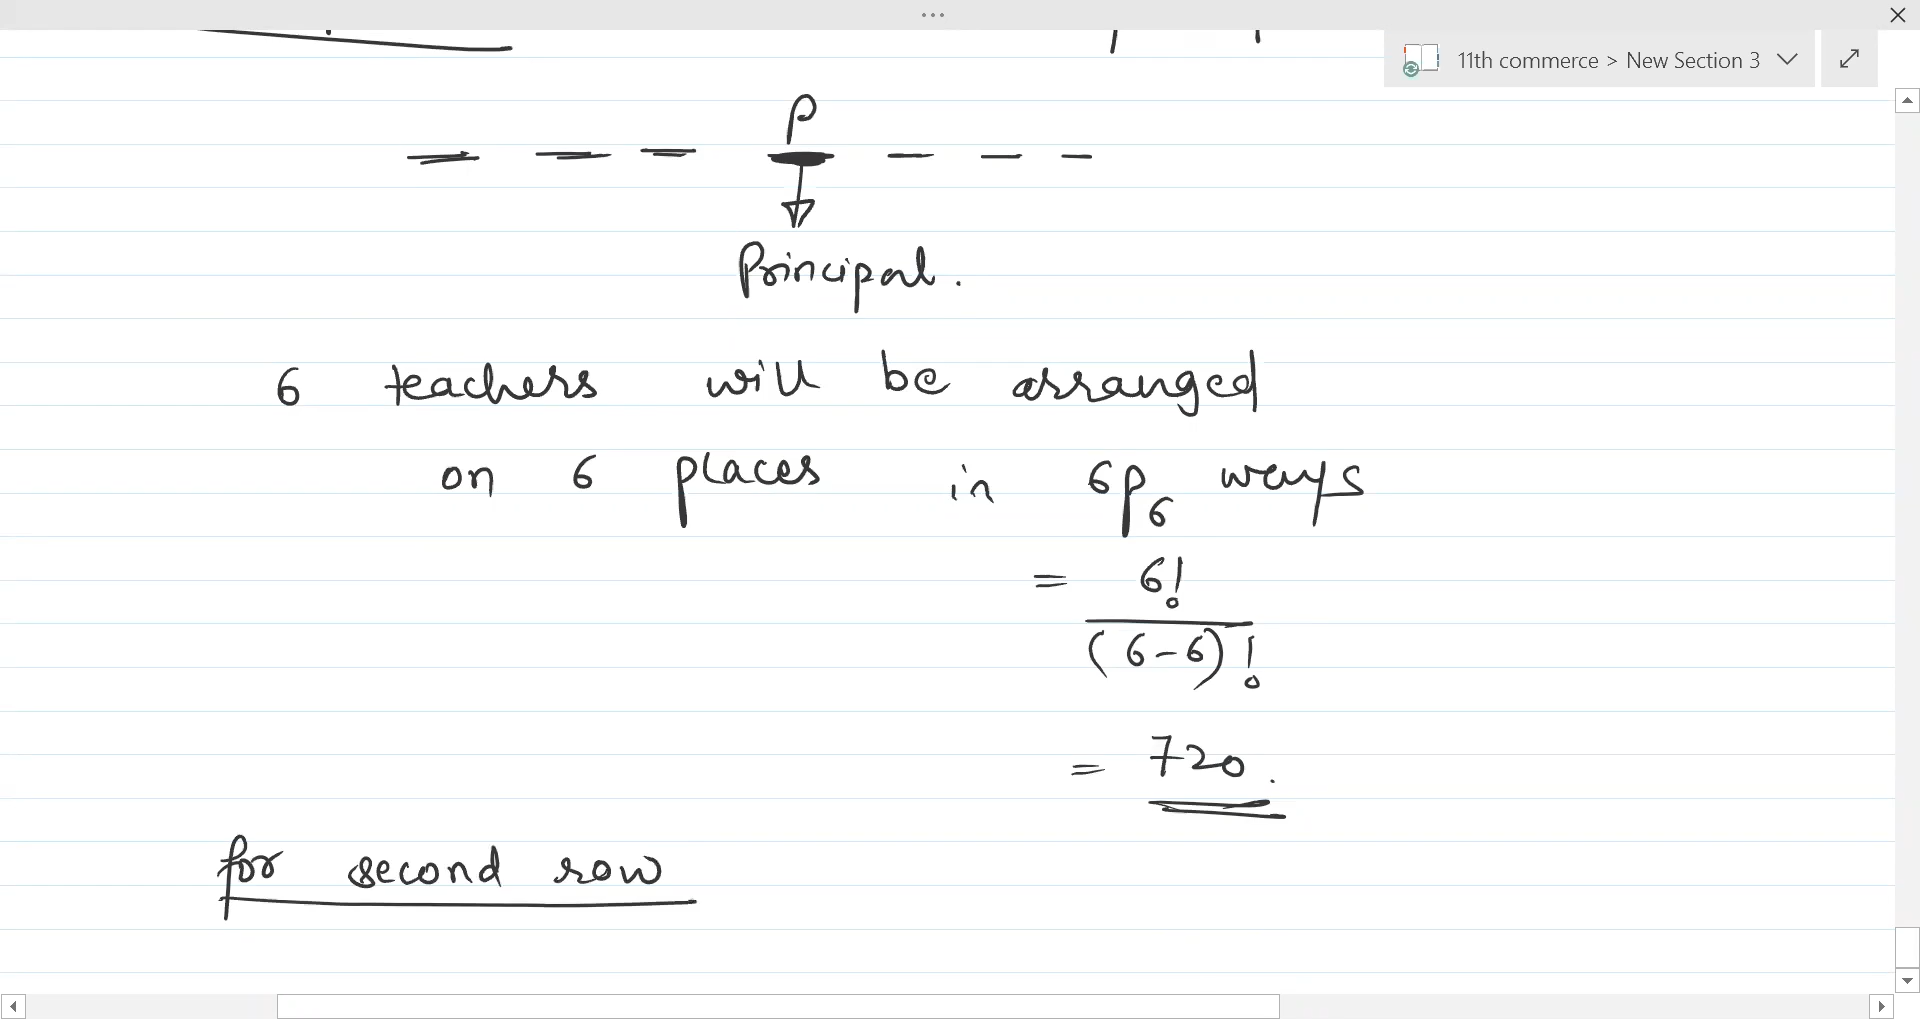 11th commerce > New Section 3
P
Principal.
6 teachers will be arranged
on 6 places in 6P6 ways
= 6!
(6-6)!
= 720.
for second row